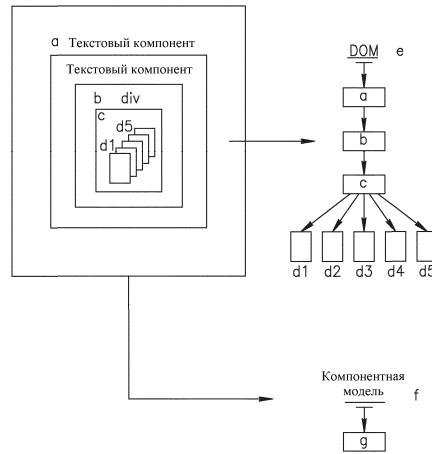 a Текстовый компонент
Текстовый компонент
b div
c
d5
d1
DOM e
a
b
c
d1 d2 d3 d4 d5
Компонентная
модель f
g